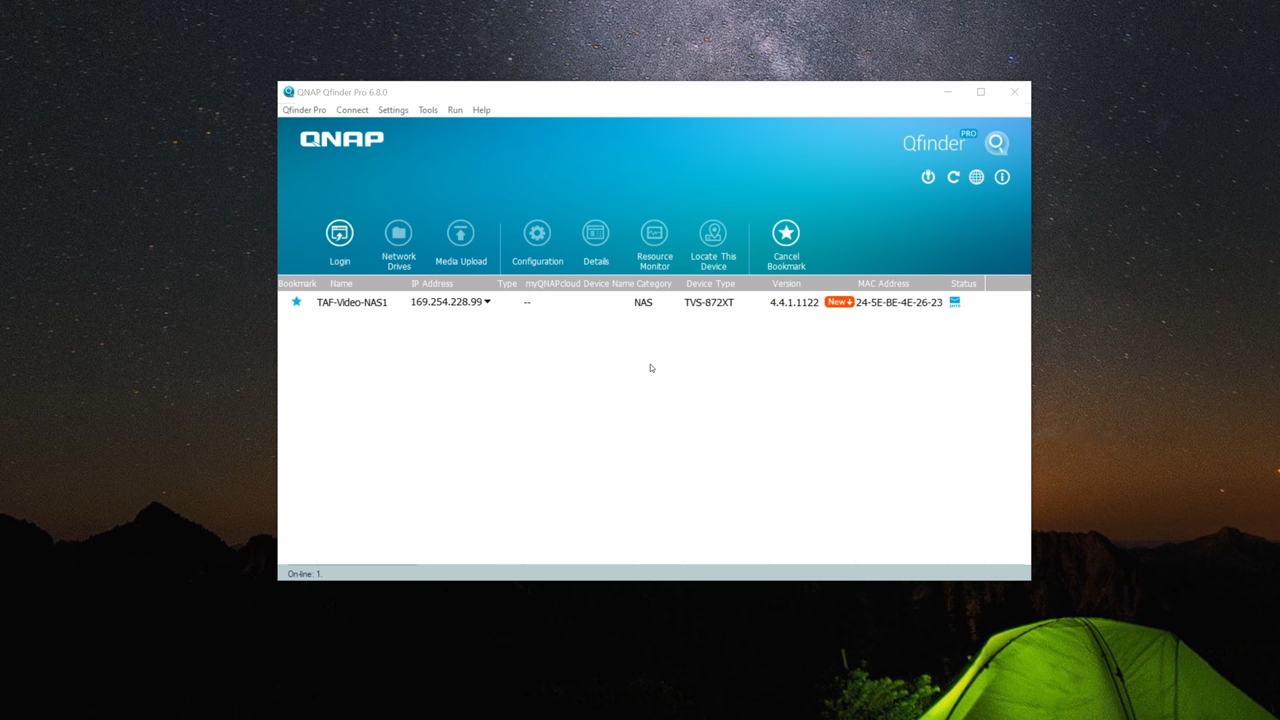 QNAP Qfinder Pro 6.8.0
Qfinder Pro Connect Settings Tools Run Help
QNAP
Qfinder PRO
Login
Network Drives
Media Upload
Configuration
Details
Resource Monitor
Locate This Device
Cancel Bookmark
Bookmark Name IP Address Type myQNAPcloud Device Name Category Device Type Version MAC Address Status
TAF-Video-NAS1 169.254.228.99 -- NAS TVS-872XT 4.4.1.1122 New 24-5E-BE-4E-26-23
On-line: 1.